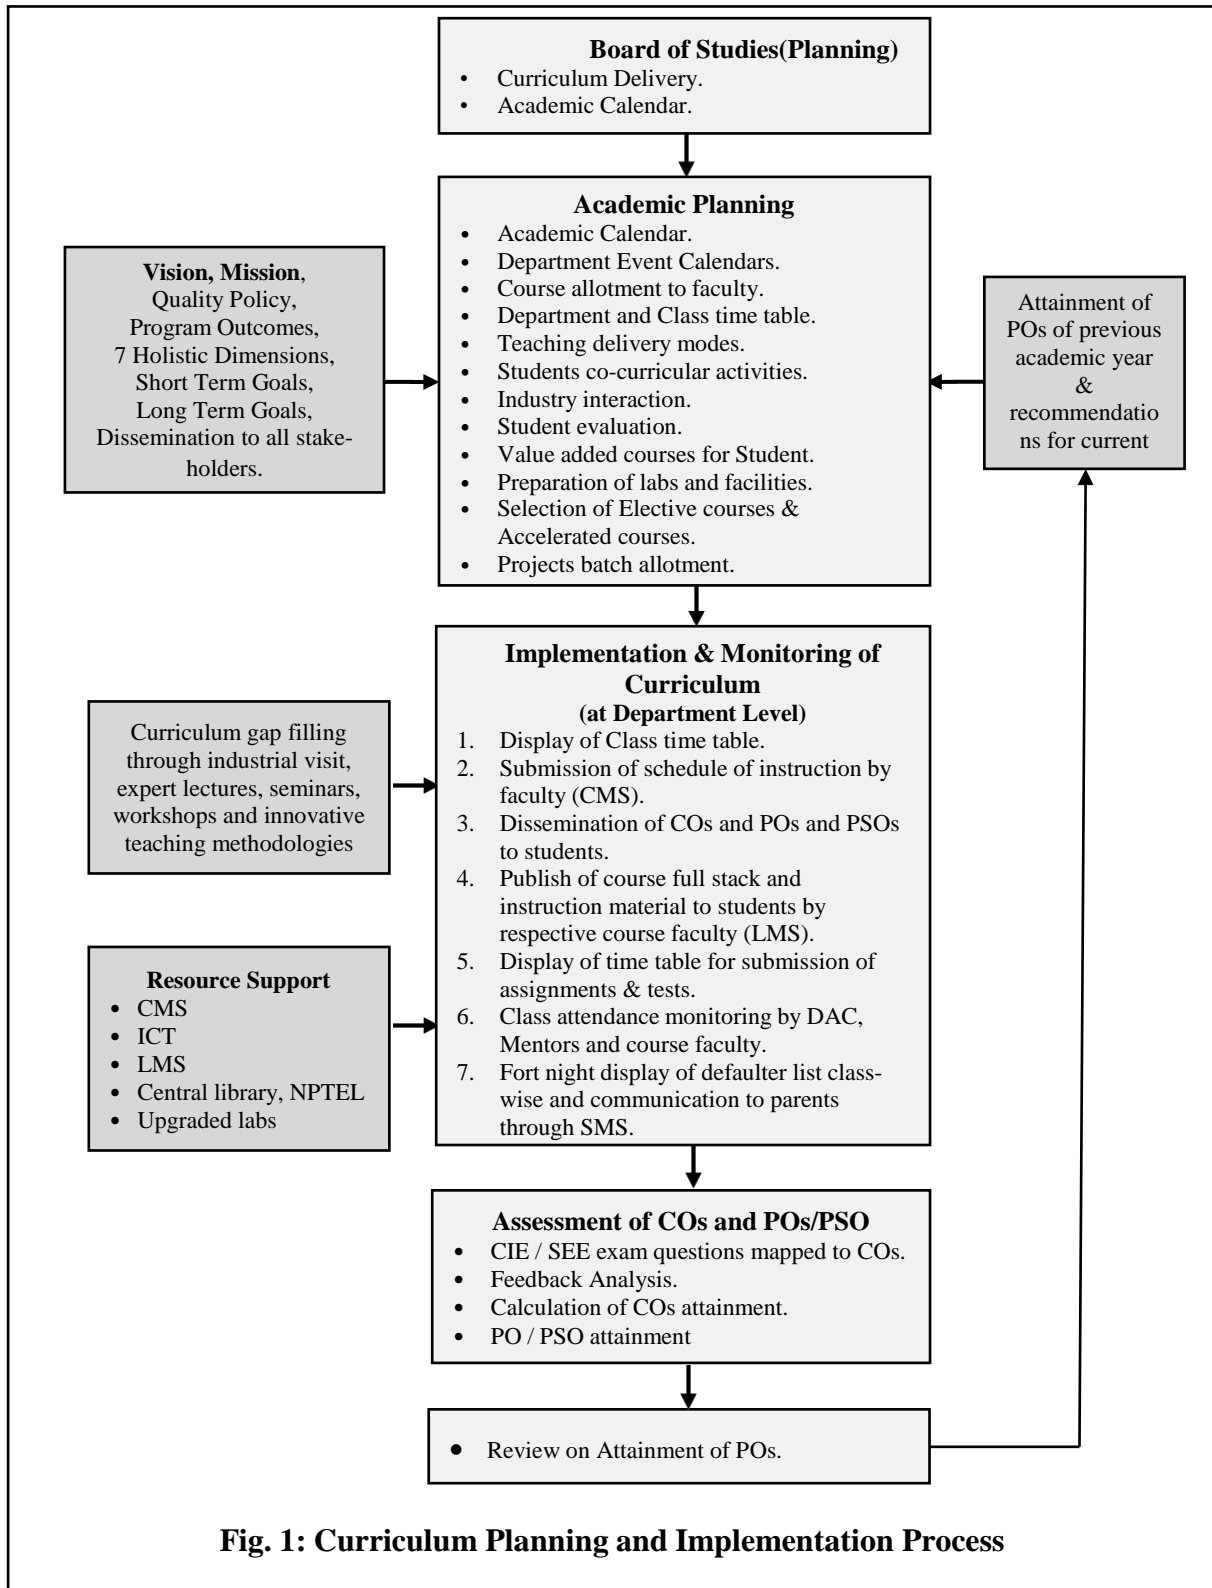 Board of Studies(Planning)
• Curriculum Delivery.
• Academic Calendar.
Academic Planning
• Academic Calendar.
• Department Event Calendars.
• Course allotment to faculty.
• Department and Class time table.
• Teaching delivery modes.
• Students co-curricular activities.
• Industry interaction.
• Student evaluation.
• Value added courses for Student.
• Preparation of labs and facilities.
• Selection of Elective courses &
Accelerated courses.
• Projects batch allotment.
Vision, Mission,
Quality Policy,
Program Outcomes,
7 Holistic Dimensions,
Short Term Goals,
Long Term Goals,
Dissemination to all stake-
holders.
Attainment of
POs of previous
academic year
&
recommendatio
ns for current
Implementation & Monitoring of
Curriculum
(at Department Level)
1. Display of Class time table.
2. Submission of schedule of instruction by
faculty (CMS).
3. Dissemination of COs and POs and PSOs
to students.
4. Publish of course full stack and
instruction material to students by
respective course faculty (LMS).
5. Display of time table for submission of
assignments & tests.
6. Class attendance monitoring by DAC,
Mentors and course faculty.
7. Fort night display of defaulter list class-
wise and communication to parents
through SMS.
Curriculum gap filling
through industrial visit,
expert lectures, seminars,
workshops and innovative
teaching methodologies
Resource Support
• CMS
• ICT
• LMS
• Central library, NPTEL
• Upgraded labs
Assessment of COs and POs/PSO
• CIE / SEE exam questions mapped to COs.
• Feedback Analysis.
• Calculation of COs attainment.
• PO / PSO attainment
• Review on Attainment of POs.
Fig. 1: Curriculum Planning and Implementation Process